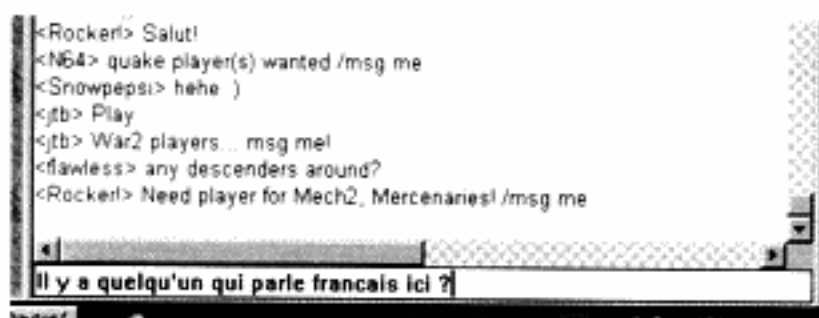 <Rocker!> Salut!
<N64> quake player(s) wanted /msg me
<Snowpepsi> hehe )
<jtb> Play
<jtb> War2 players... msg me!
<flawless> any descenders around?
<Rocker!> Need player for Mech2, Mercenaries! /msg me
Il y a quelqu'un qui parle francais ici ?